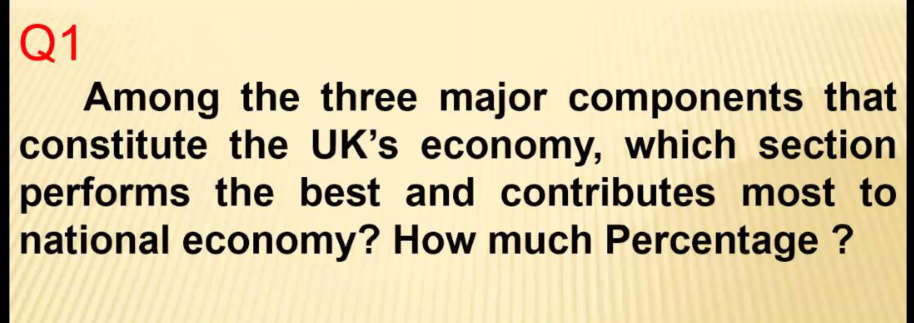 Q1
Among the three major components that
constitute the UK's economy, which section
performs the best and contributes most to
national economy? How much Percentage ?